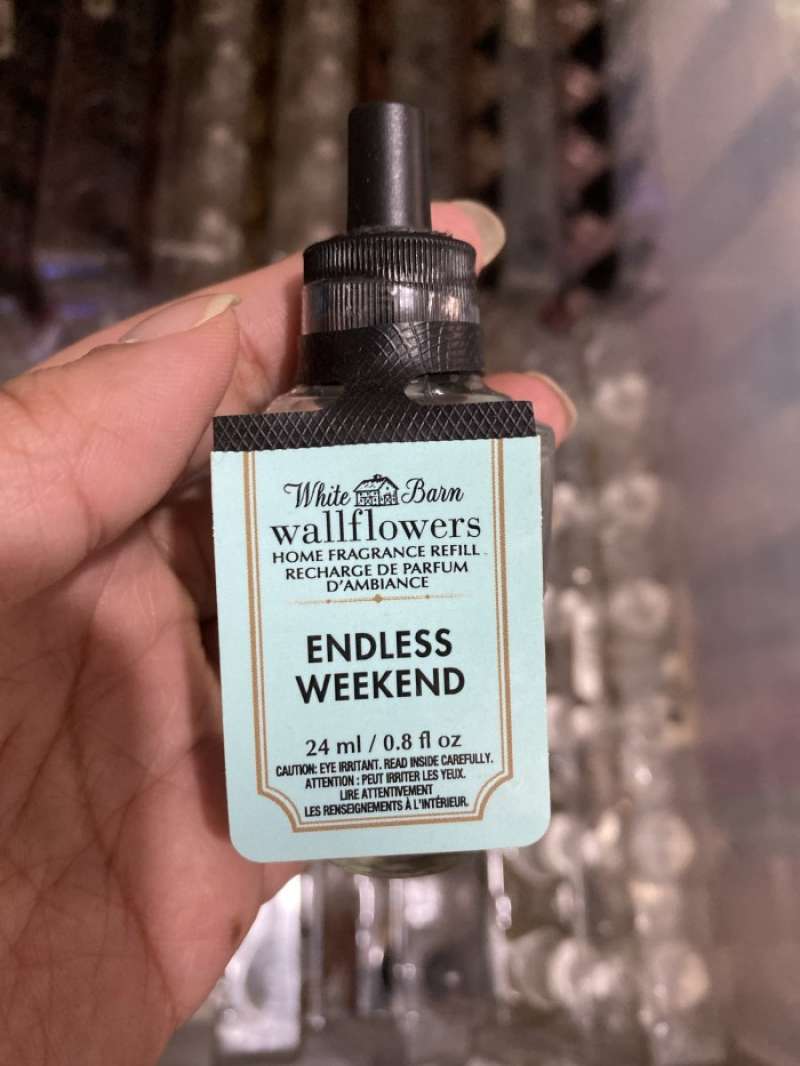 White Barn
wallflowers
HOME FRAGRANCE REFILL
RECHARGE DE PARFUM
D'AMBIANCE
ENDLESS
WEEKEND
24 ml / 0.8 fl oz
CAUTION: EYE IRRITANT. READ INSIDE CAREFULLY.
ATTENTION : PEUT IRRITER LES YEUX.
LIRE ATTENTIVEMENT
LES RENSEIGNEMENTS À L'INTÉRIEUR.